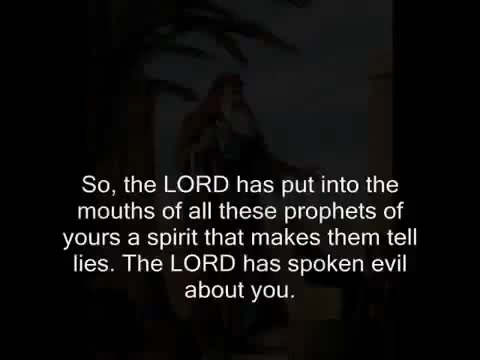 So, the LORD has put into the
mouths of all these prophets of
yours a spirit that makes them tell
lies. The LORD has spoken evil
about you.